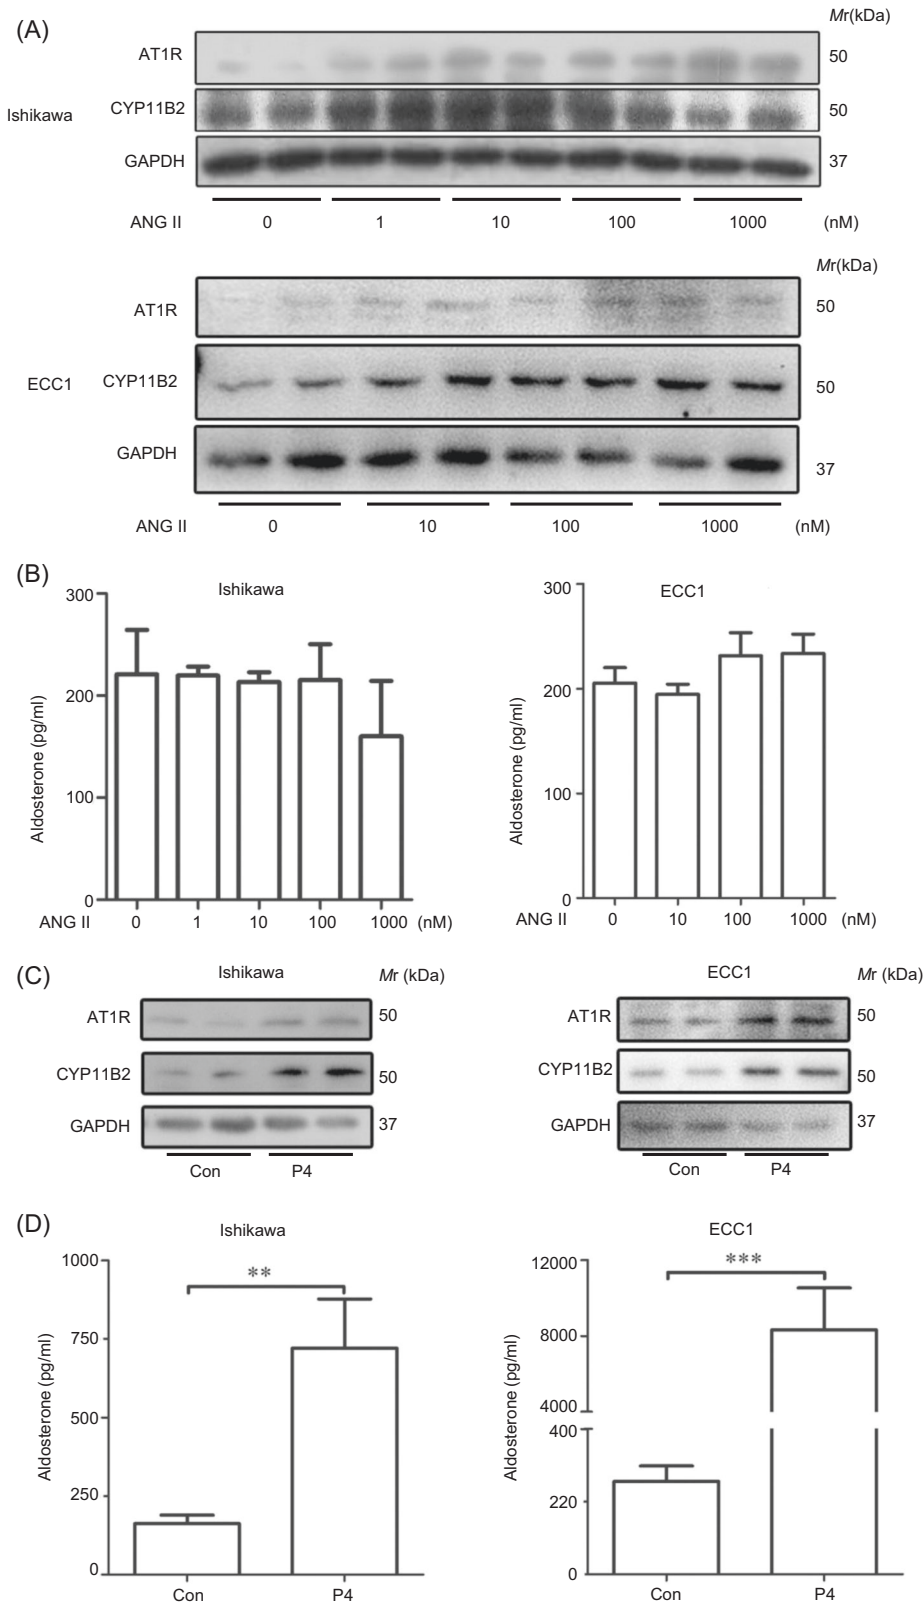 (A)
Mr(kDa)
AT1R
50
Ishikawa
CYP11B2
50
GAPDH
37
ANG II 0 1 10 100 1000 (nM)
Mr(kDa)
AT1R
50
ECC1
CYP11B2
50
GAPDH
37
ANG II 0 10 100 1000 (nM)
(B)
Ishikawa
300
200
100
0
Aldosterone (pg/ml)
ANG II 0 1 10 100 1000 (nM)
ECC1
300
200
100
0
Aldosterone (pg/ml)
ANG II 0 10 100 1000 (nM)
(C)
Ishikawa
Mr (kDa)
AT1R
50
CYP11B2
50
GAPDH
37
Con P4
ECC1
Mr (kDa)
AT1R
50
CYP11B2
50
GAPDH
37
Con P4
(D)
Ishikawa
1000
750
500
250
0
Aldosterone (pg/ml)
**
Con P4
ECC1
12000
8000
4000
400
220
0
Aldosterone (pg/ml)
***
Con P4